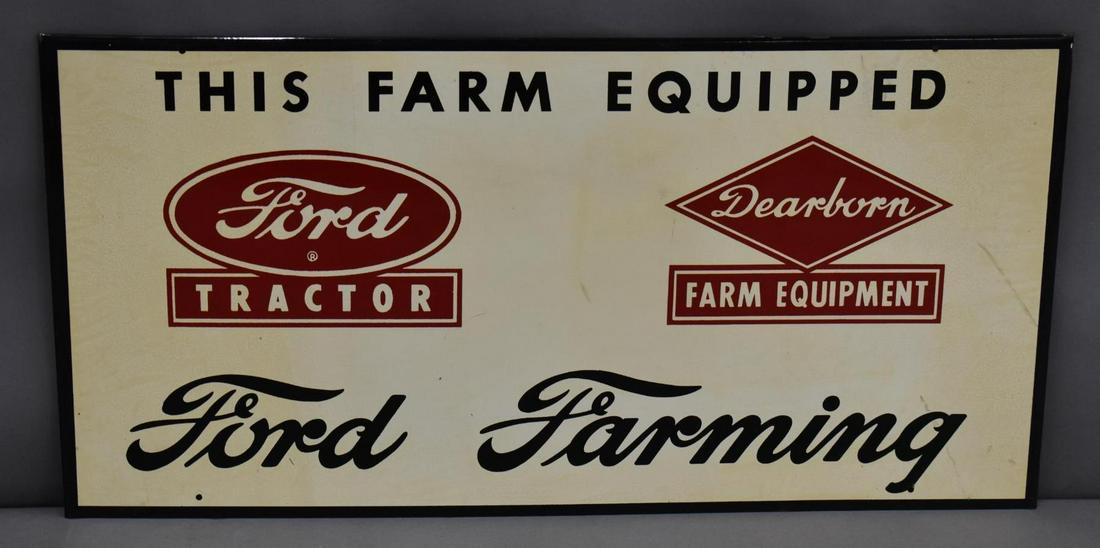 THIS FARM EQUIPPED
Ford
®
TRACTOR
Dearborn
FARM EQUIPMENT
Ford Farming